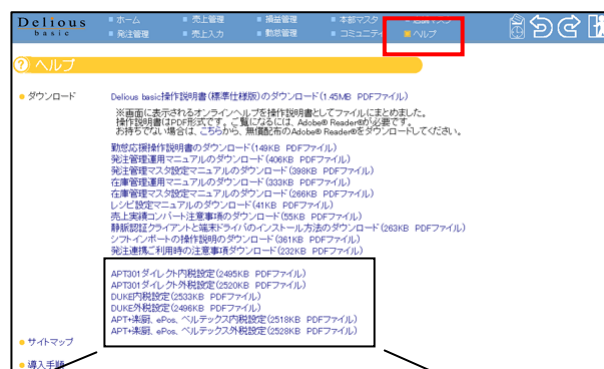 Delious
basic
ホーム
売上管理
損益管理
本部マスタ
発注管理
売上入力
勤怠管理
コミュニティ
ヘルプ
? ヘルプ
ダウンロード
Delious basic操作説明書(標準仕様版)のダウンロード(1.45MB PDFファイル)
※画面に表示されるオンラインヘルプを操作説明書としてファイルにまとめました。
操作説明書はPDF形式です。ご覧になるには、Adobe® Reader®が必要です。
お持ちでない場合は、こちらから、無償配布のAdobe® Reader®をダウンロードしてください。
勤怠応援操作説明書のダウンロード(149KB PDFファイル)
発注管理運用マニュアルのダウンロード(406KB PDFファイル)
発注管理マスタ設定マニュアルのダウンロード(398KB PDFファイル)
在庫管理運用マニュアルのダウンロード(333KB PDFファイル)
在庫管理マスタ設定マニュアルのダウンロード(266KB PDFファイル)
レシピ設定マニュアルのダウンロード(41KB PDFファイル)
売上実績コンバート注意事項のダウンロード(55KB PDFファイル)
静脈認証クライアントと端末ドライバのインストール方法のダウンロード(263KB PDFファイル)
シフトインポートの操作説明のダウンロード(361KB PDFファイル)
発注連携ご利用時の注意事項ダウンロード(232KB PDFファイル)
APT301ダイレクト内税設定(2495KB PDFファイル)
APT301ダイレクト外税設定(2520KB PDFファイル)
DUKE内税設定(2533KB PDFファイル)
DUKE外税設定(2496KB PDFファイル)
APT+楽厨、ePos、ベルテックス内税設定(2518KB PDFファイル)
APT+楽厨、ePos、ベルテックス外税設定(2528KB PDFファイル)
サイトマップ
導入手順